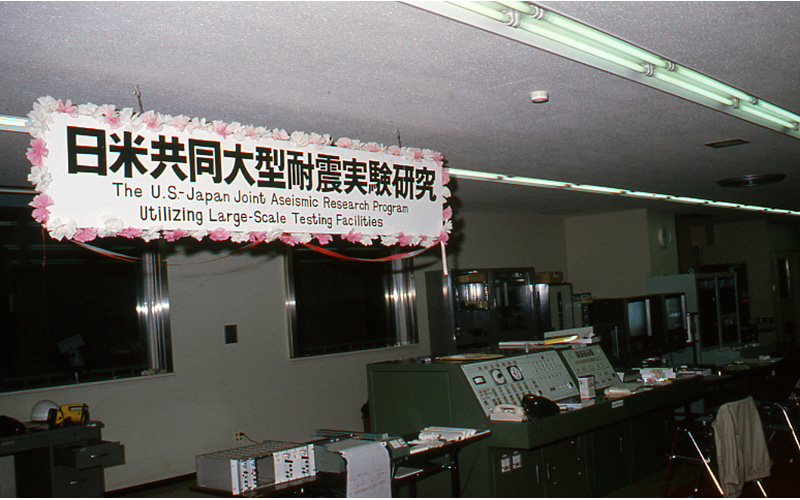 日米共同大型耐震実験研究
The U.S.-Japan Joint Aseismic Research Program
Utilizing Large-Scale Testing Facilities